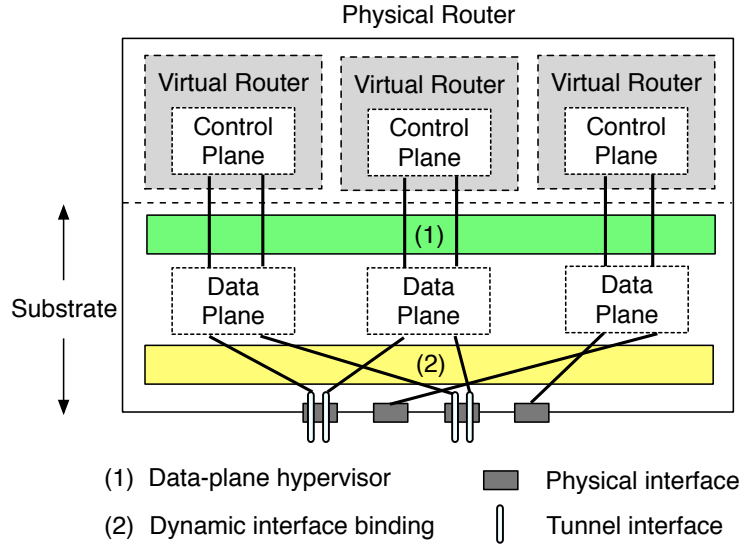 Physical Router
Virtual Router
Virtual Router
Virtual Router
Control
Plane
Control
Plane
Control
Plane
(1)
Substrate
Data
Plane
Data
Plane
Data
Plane
(2)
(1) Data-plane hypervisor
Physical interface
(2) Dynamic interface binding
Tunnel interface